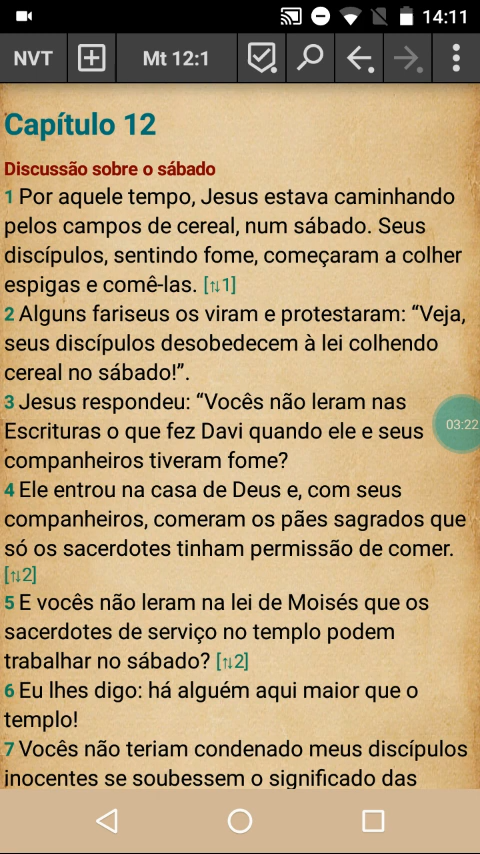 14:11
NVT
Mt 12:1
Capítulo 12
Discussão sobre o sábado
1 Por aquele tempo, Jesus estava caminhando
pelos campos de cereal, num sábado. Seus
discípulos, sentindo fome, começaram a colher
espigas e comê-las. [⇅1]
2 Alguns fariseus os viram e protestaram: “Veja,
seus discípulos desobedecem à lei colhendo
cereal no sábado!”.
3 Jesus respondeu: “Vocês não leram nas
Escrituras o que fez Davi quando ele e seus
03:22
companheiros tiveram fome?
4 Ele entrou na casa de Deus e, com seus
companheiros, comeram os pães sagrados que
só os sacerdotes tinham permissão de comer.
[⇅2]
5 E vocês não leram na lei de Moisés que os
sacerdotes de serviço no templo podem
trabalhar no sábado? [⇅2]
6 Eu lhes digo: há alguém aqui maior que o
templo!
7 Vocês não teriam condenado meus discípulos
inocentes se soubessem o significado das